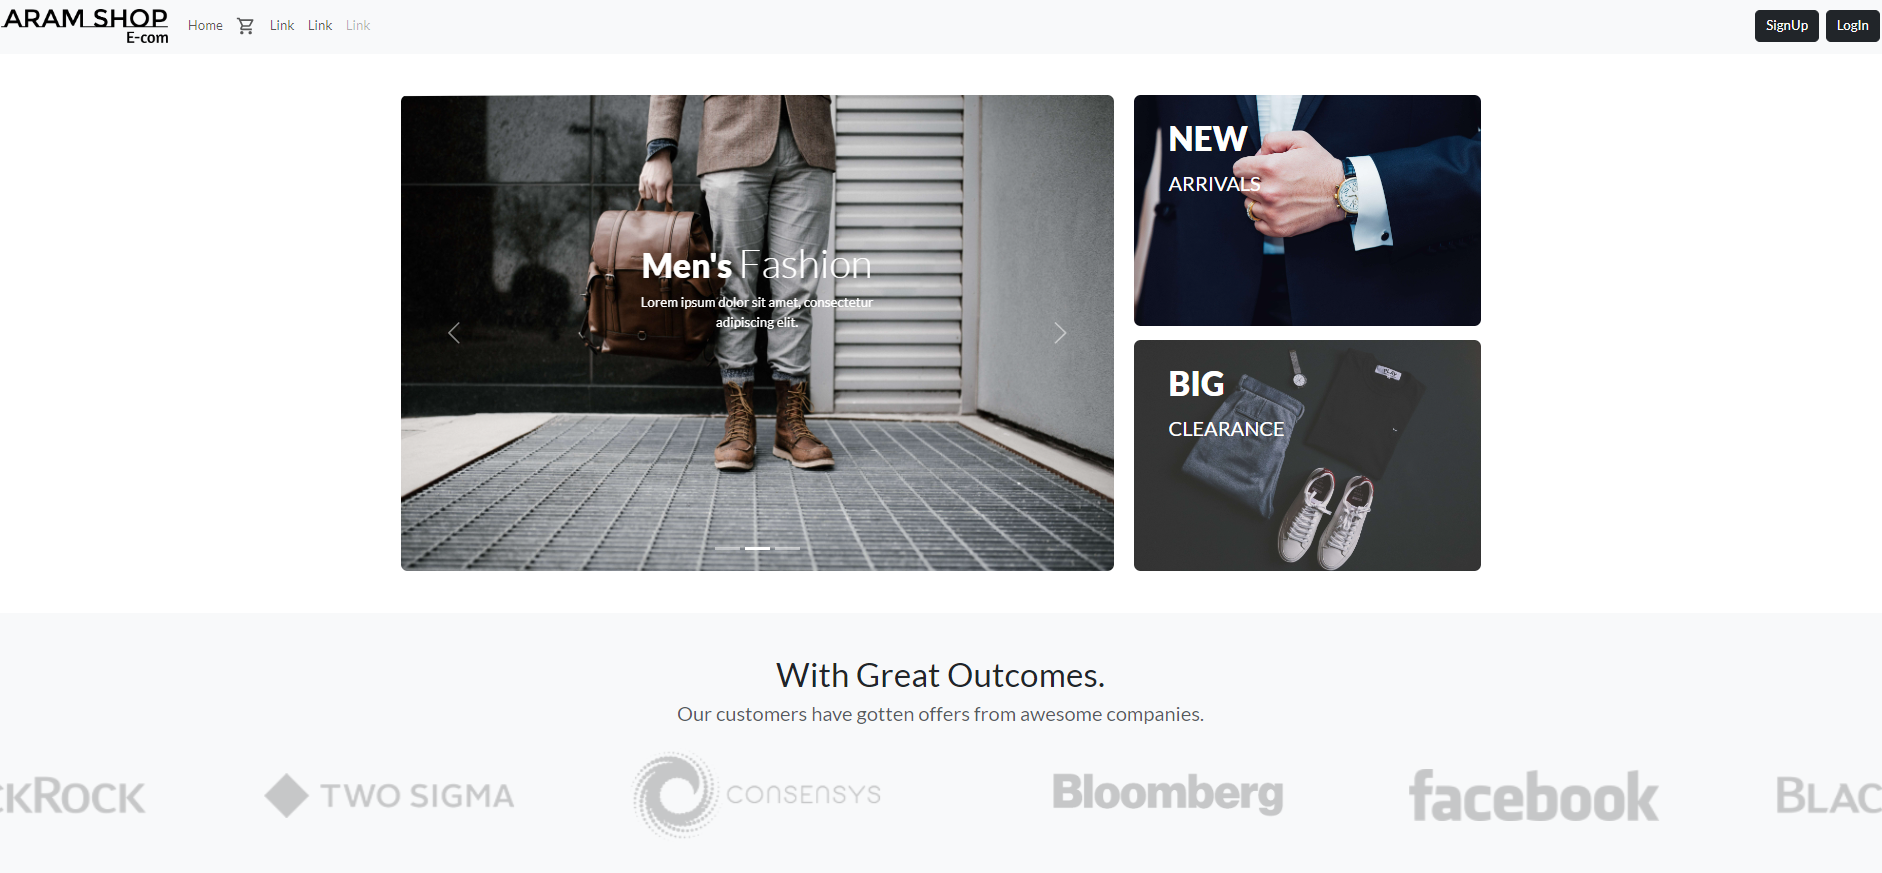 ARAM SHOP
E-com
Home
Link
Link
Link
SignUp
LogIn
Men's Fashion
Lorem ipsum dolor sit amet, consectetur
adipiscing elit.
NEW
ARRIVALS
BIG
CLEARANCE
With Great Outcomes.
Our customers have gotten offers from awesome companies.
CKROCK
TWO SIGMA
CONSENSYS
Bloomberg
facebook
BLAC